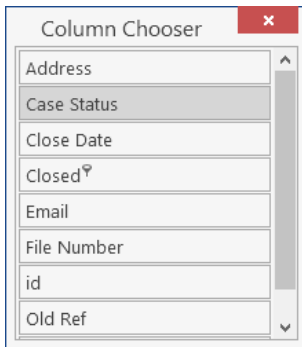 Column Chooser
Address
Case Status
Close Date
Closed
Email
File Number
id
Old Ref